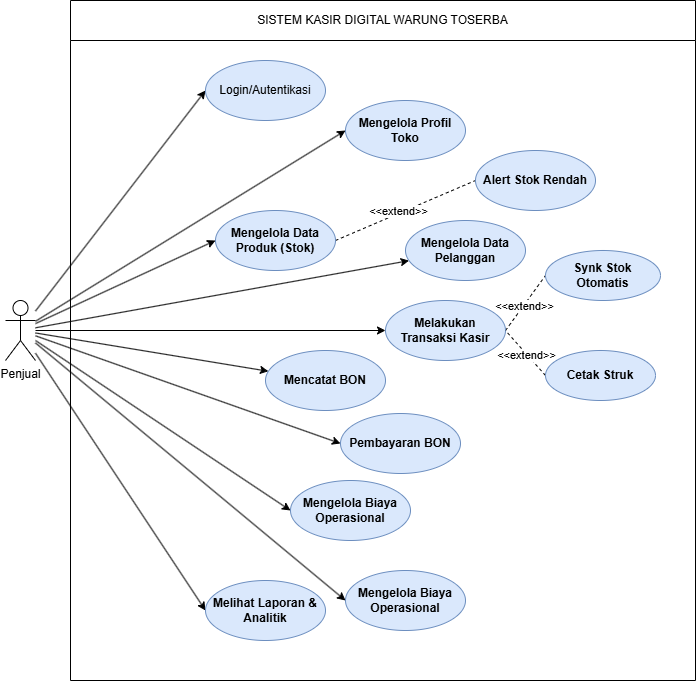 SISTEM KASIR DIGITAL WARUNG TOSERBA
Login/Autentikasi
Mengelola Profil
Toko
Alert Stok Rendah
<<extend>>
Mengelola Data
Produk (Stok)
Mengelola Data
Pelanggan
Synk Stok
Otomatis
<<extend>>
Melakukan
Transaksi Kasir
<<extend>>
Cetak Struk
Penjual
Mencatat BON
Pembayaran BON
Mengelola Biaya
Operasional
Mengelola Biaya
Operasional
Melihat Laporan &
Analitik